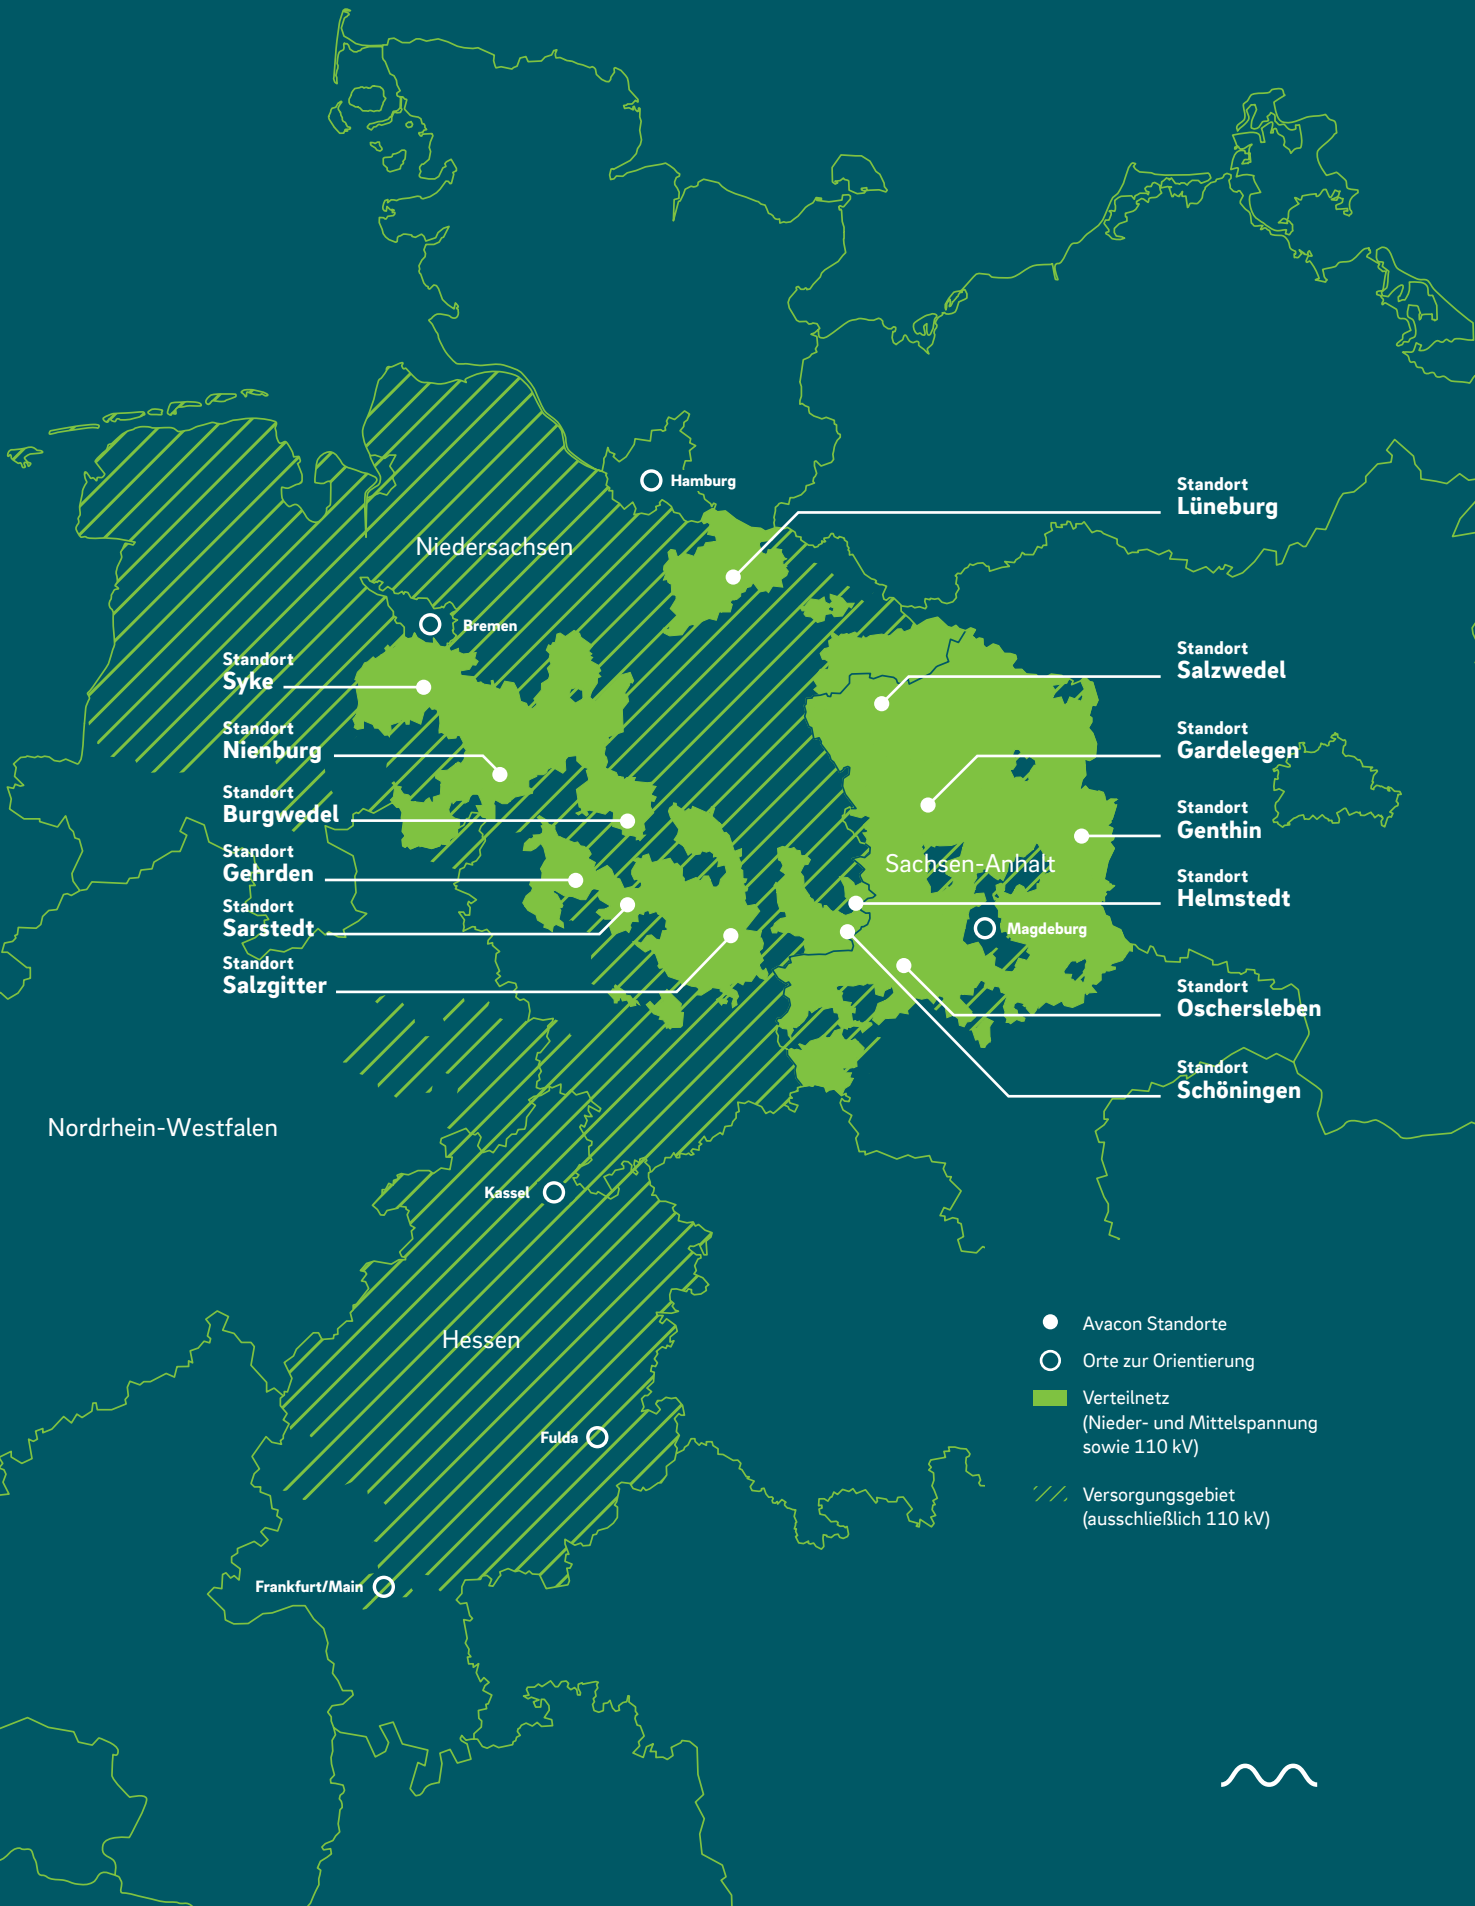 Hamburg
Standort
Lüneburg
Niedersachsen
Bremen
Standort
Syke
Standort
Salzwedel
Standort
Nienburg
Standort
Gardelegen
Standort
Burgwedel
Standort
Genthin
Standort
Gehrden
Sachsen-Anhalt
Standort
Helmstedt
Standort
Sarstedt
Magdeburg
Standort
Salzgitter
Standort
Oschersleben
Standort
Schöningen
Nordrhein-Westfalen
Kassel
Hessen
Fulda
Frankfurt/Main
Avacon Standorte
Orte zur Orientierung
Verteilnetz
(Nieder- und Mittelspannung
sowie 110 kV)
Versorgungsgebiet
(ausschließlich 110 kV)